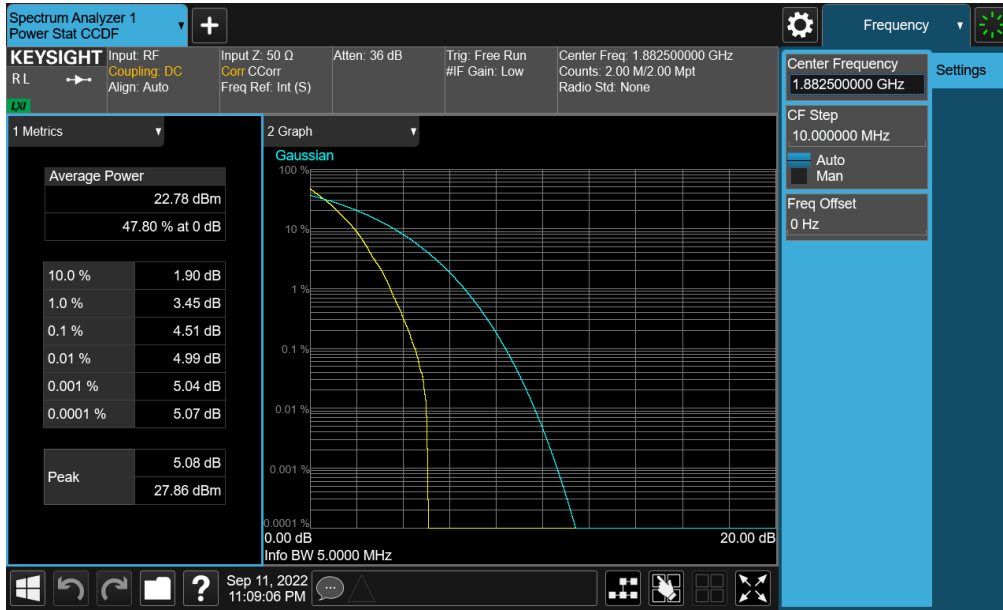 Spectrum Analyzer 1
Power Stat CCDF
Frequency
KEYSIGHT
R L
LXI
Input: RF
Coupling: DC
Align: Auto
Input Z: 50 Ω
Corr CCorr
Freq Ref: Int (S)
Atten: 36 dB
Trig: Free Run
#IF Gain: Low
Center Freq: 1.882500000 GHz
Counts: 2.00 M/2.00 Mpt
Radio Std: None
Center Frequency
1.882500000 GHz
Settings
CF Step
10.000000 MHz
Auto
Man
Freq Offset
0 Hz
1 Metrics
Average Power
22.78 dBm
47.80 % at 0 dB
10.0 % 1.90 dB
1.0 % 3.45 dB
0.1 % 4.51 dB
0.01 % 4.99 dB
0.001 % 5.04 dB
0.0001 % 5.07 dB
Peak
5.08 dB
27.86 dBm
2 Graph
Gaussian
100 %
10 %
1 %
0.1 %
0.01 %
0.001 %
0.0001 %
0.00 dB 20.00 dB
Info BW 5.0000 MHz
?
Sep 11, 2022
11:09:06 PM